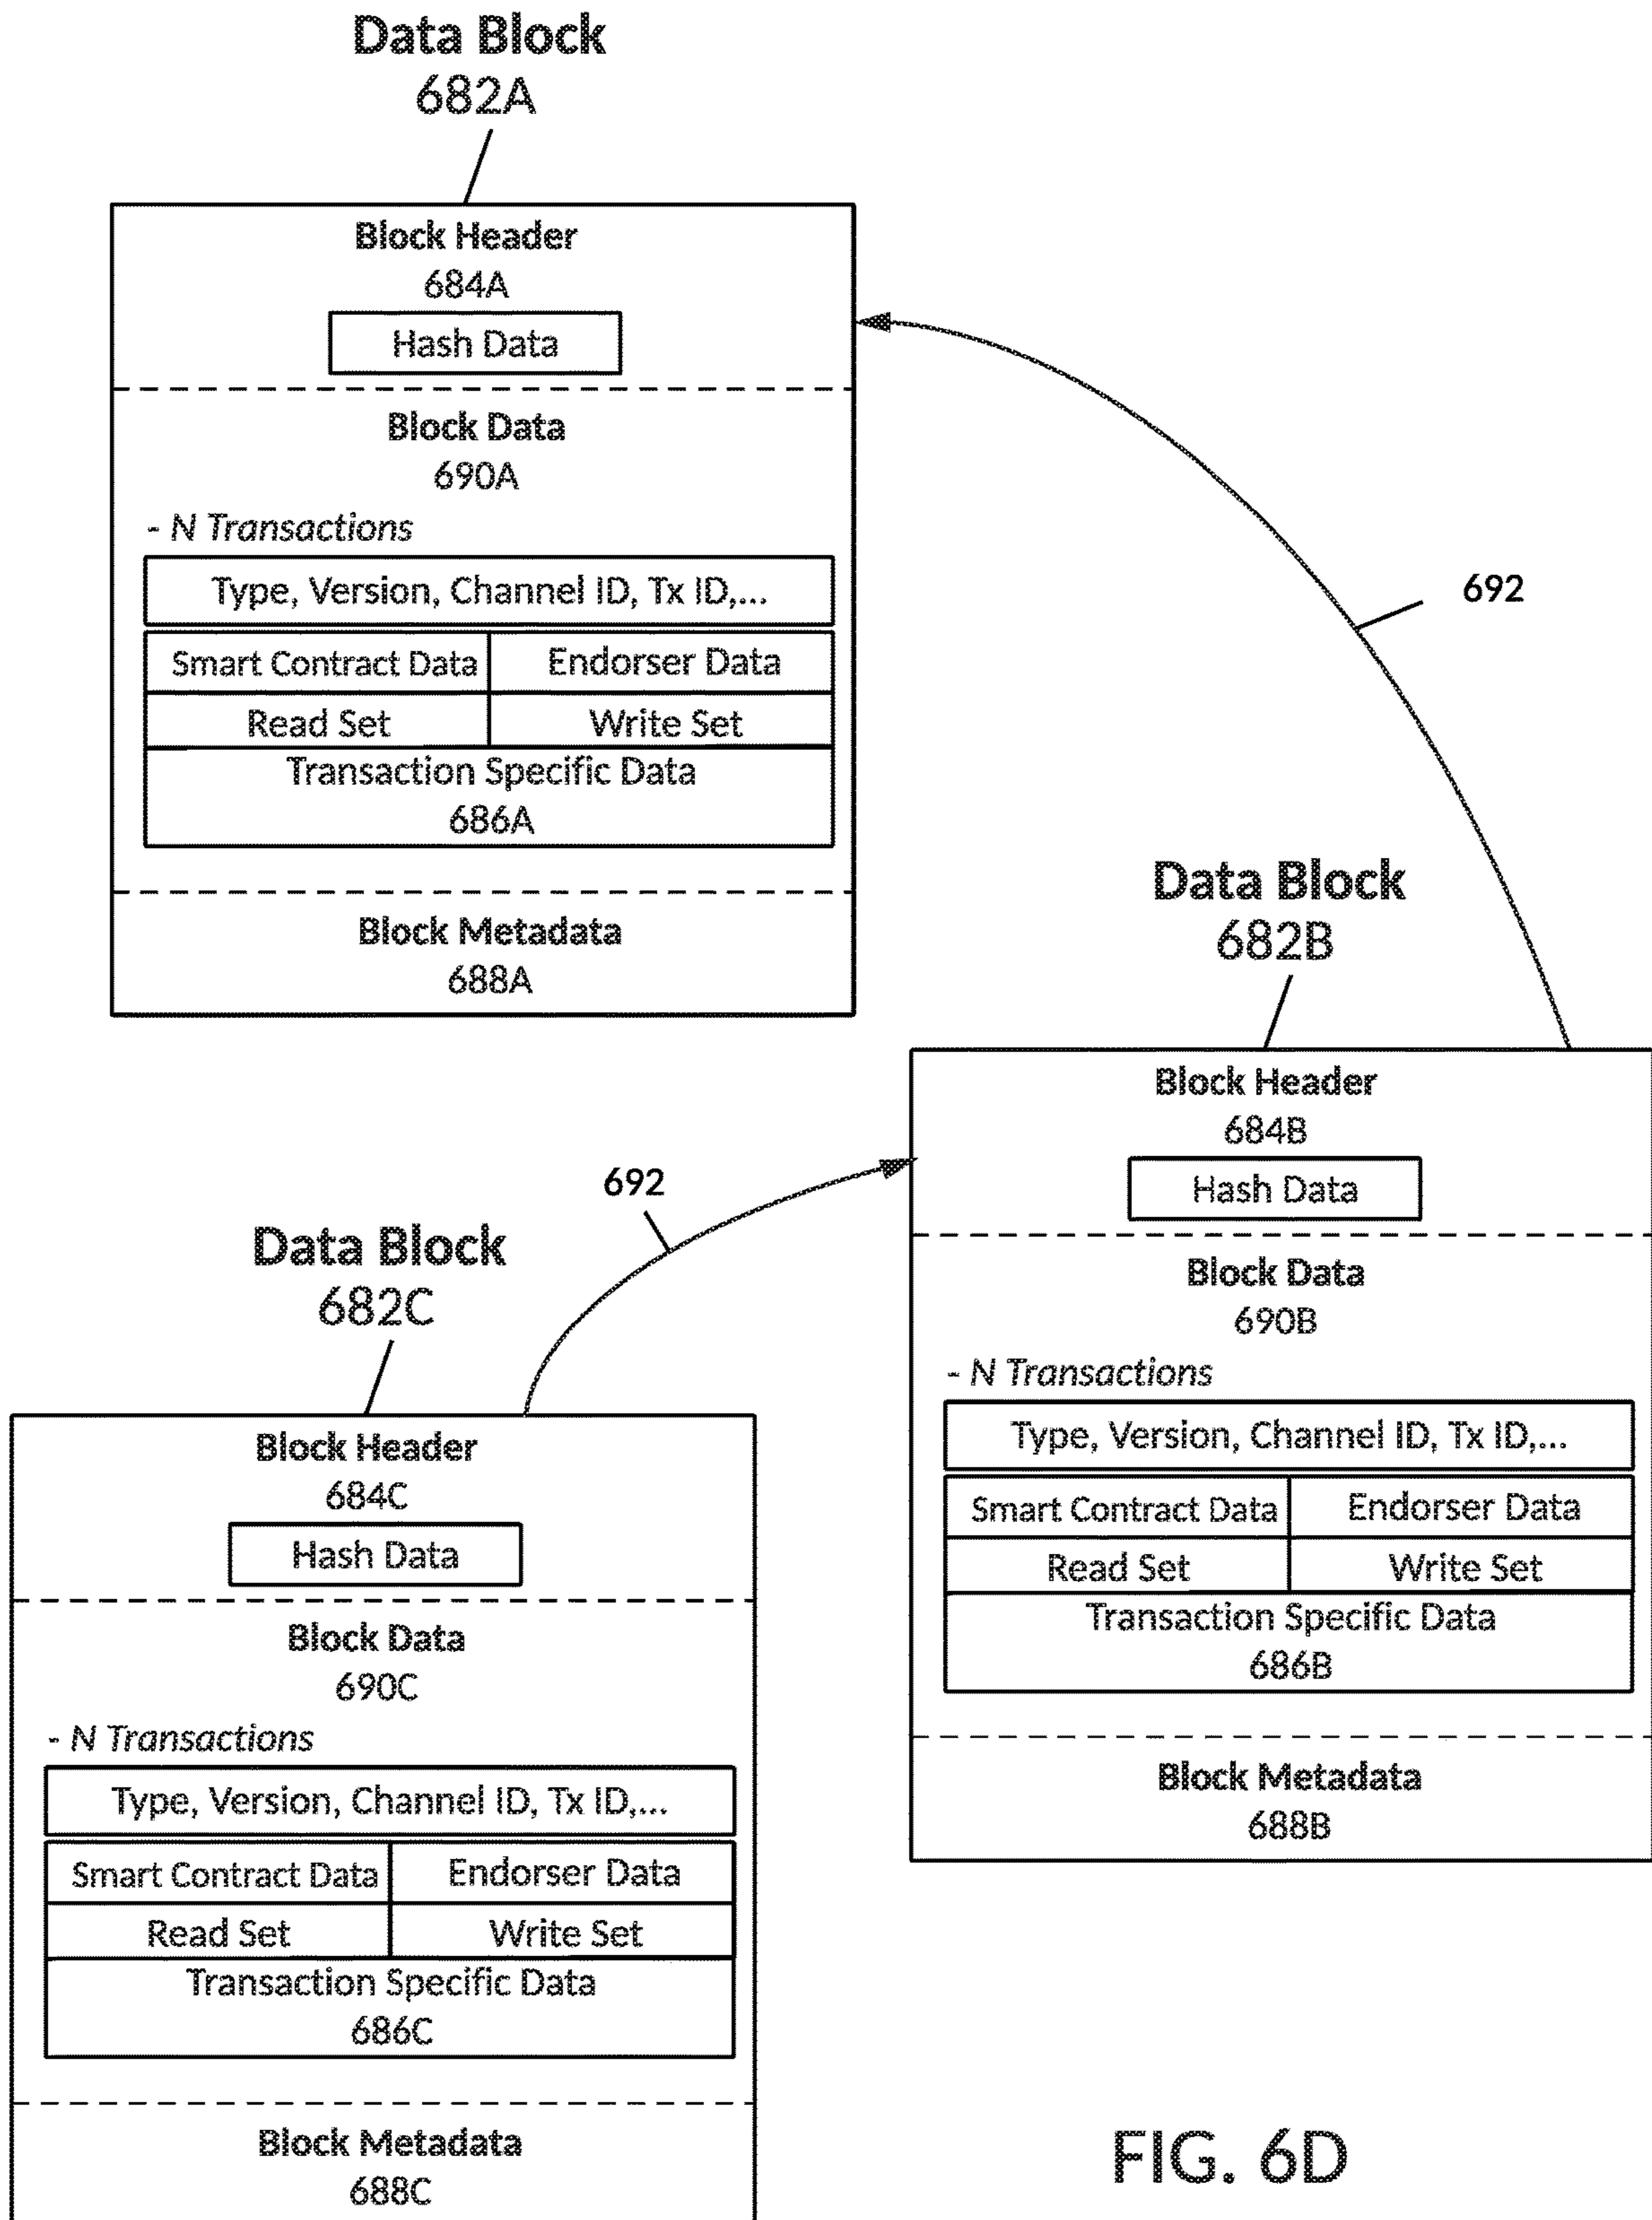 Data Block
682A
Block Header
684A
Hash Data
Block Data
690A
- N Transactions
Type, Version, Channel ID, Tx ID,...
Smart Contract Data
Endorser Data
Read Set
Write Set
Transaction Specific Data
686A
Block Metadata
688A
692
Data Block
682B
Block Header
684B
Hash Data
Block Data
690B
- N Transactions
Type, Version, Channel ID, Tx ID,...
Smart Contract Data
Endorser Data
Read Set
Write Set
Transaction Specific Data
686B
Block Metadata
688B
692
Data Block
682C
Block Header
684C
Hash Data
Block Data
690C
- N Transactions
Type, Version, Channel ID, Tx ID,...
Smart Contract Data
Endorser Data
Read Set
Write Set
Transaction Specific Data
686C
Block Metadata
688C
FIG. 6D